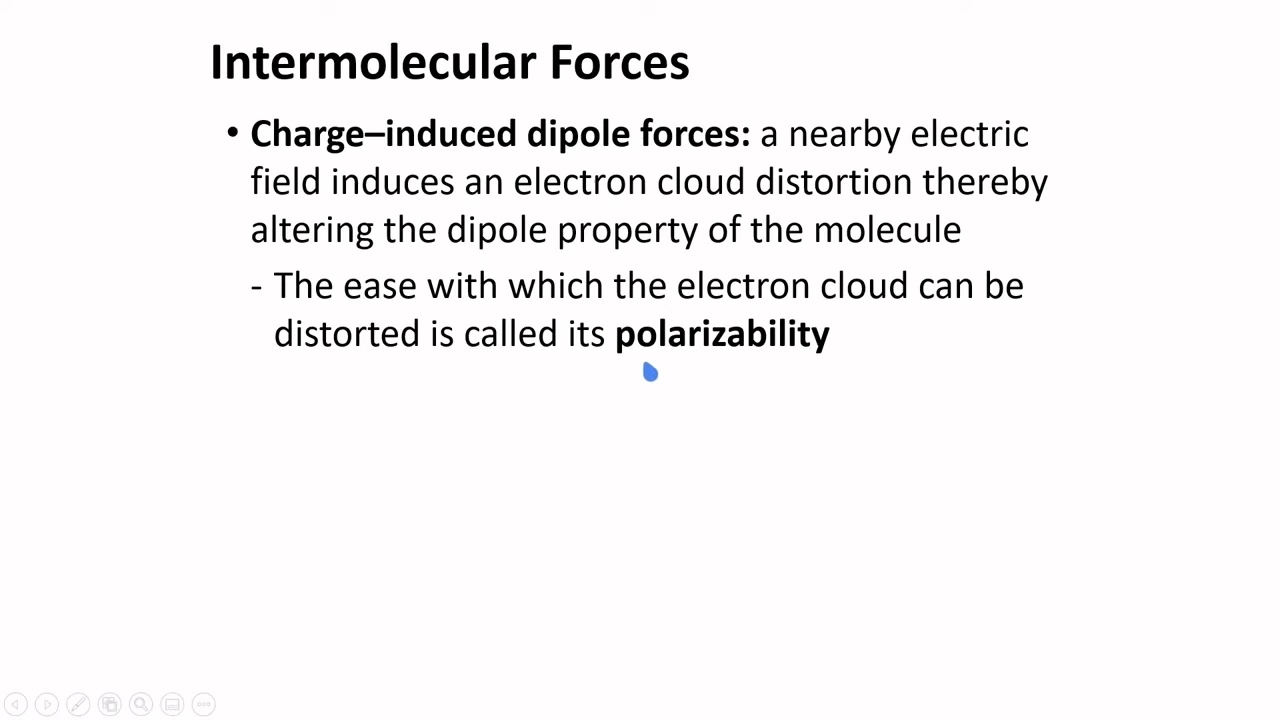 Intermolecular Forces
• Charge–induced dipole forces: a nearby electric
field induces an electron cloud distortion thereby
altering the dipole property of the molecule
- The ease with which the electron cloud can be
distorted is called its polarizability